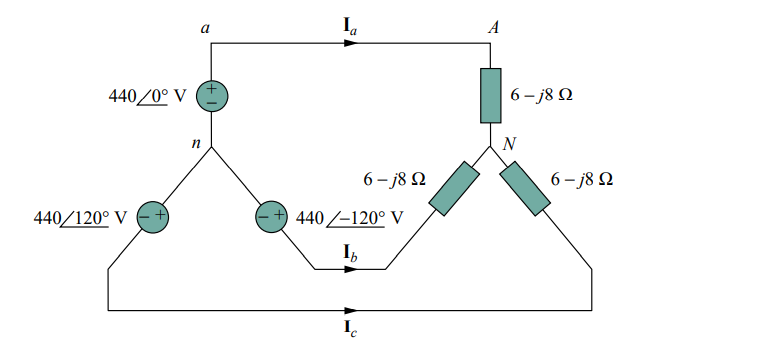 a
I_a
A
440∠0° V
+
−
6 − j8 Ω
n
N
6 − j8 Ω
6 − j8 Ω
440∠120° V
− +
− +
440∠−120° V
I_b
I_c